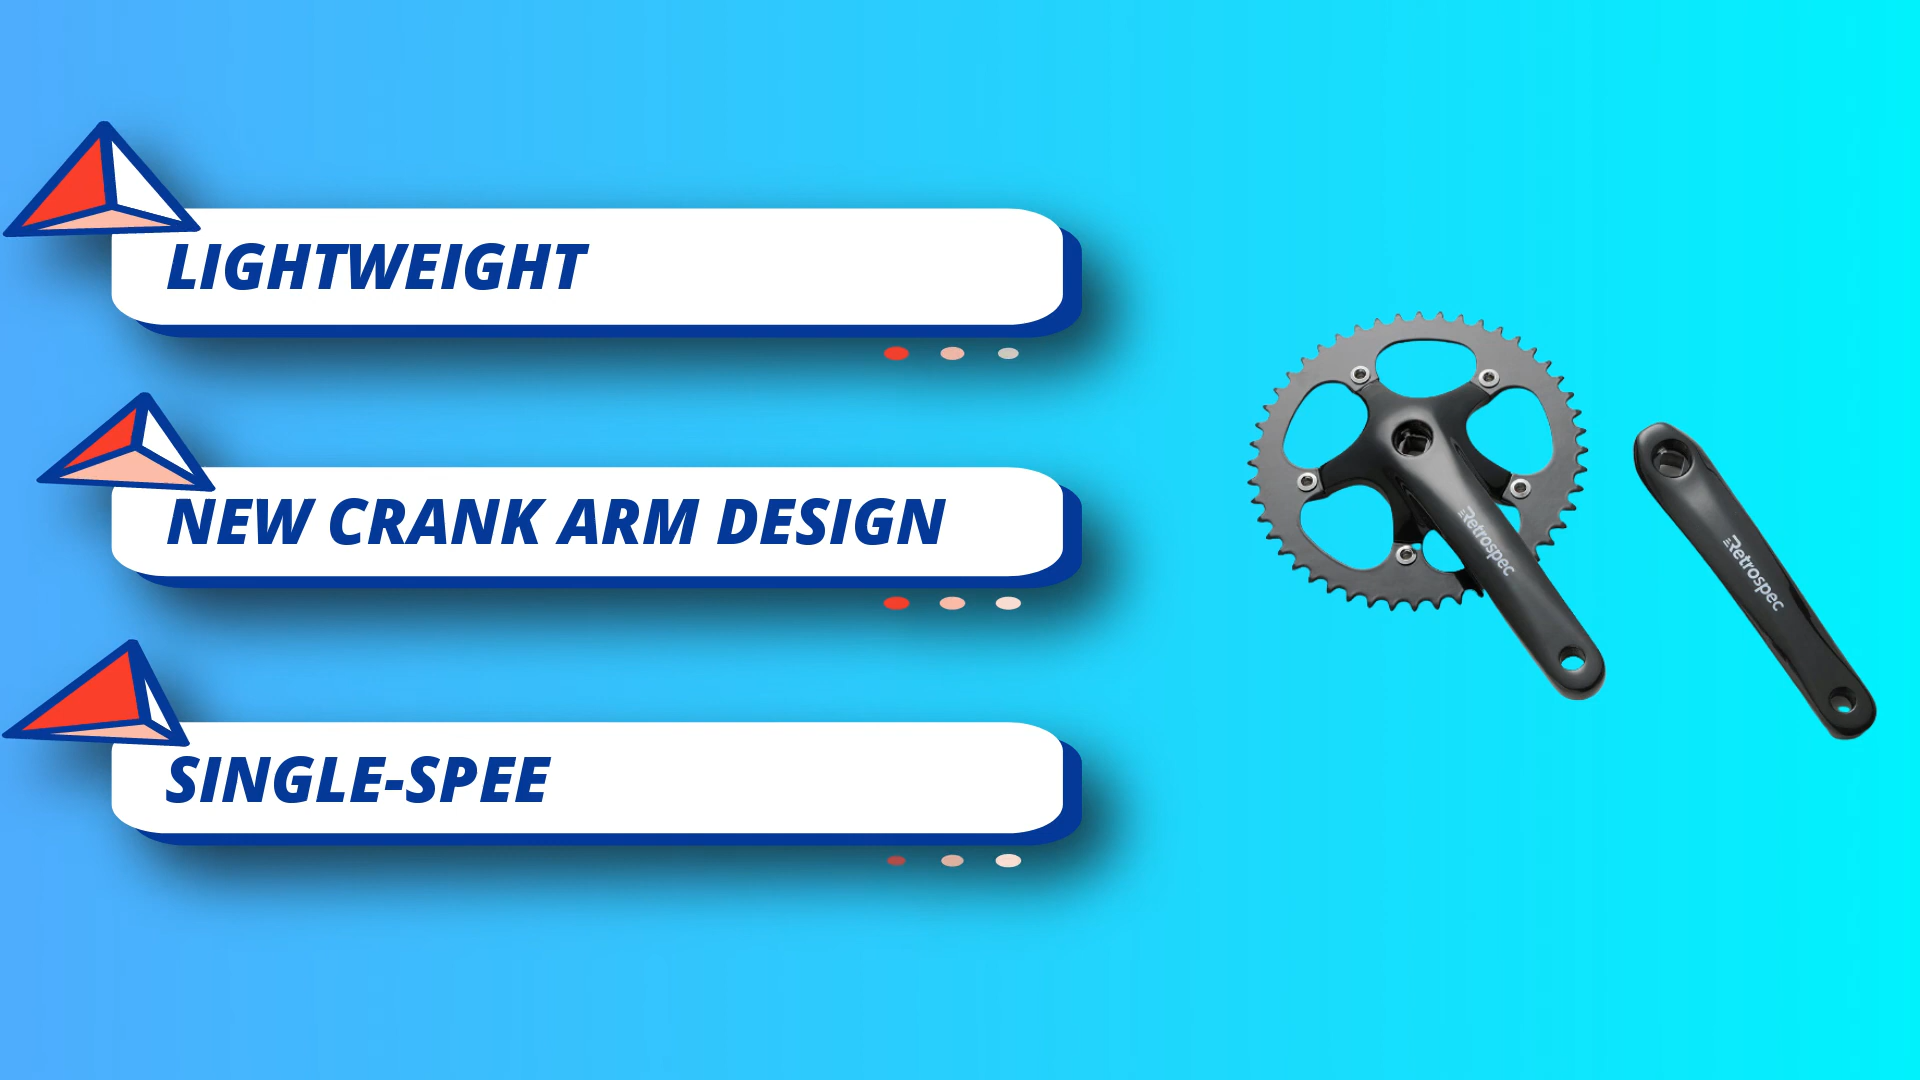 LIGHTWEIGHT
NEW CRANK ARM DESIGN
SINGLE-SPEE
Retrospec
Retrospec